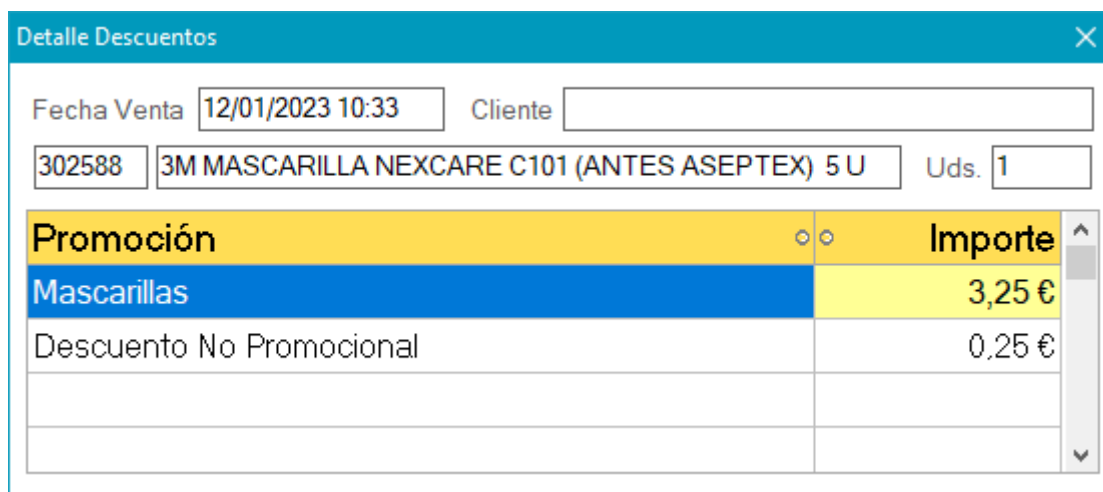 Detalle Descuentos
Fecha Venta 12/01/2023 10:33 Cliente
302588 3M MASCARILLA NEXCARE C101 (ANTES ASEPTEX) 5 U Uds. 1
Promoción Importe
Mascarillas 3,25 €
Descuento No Promocional 0,25 €